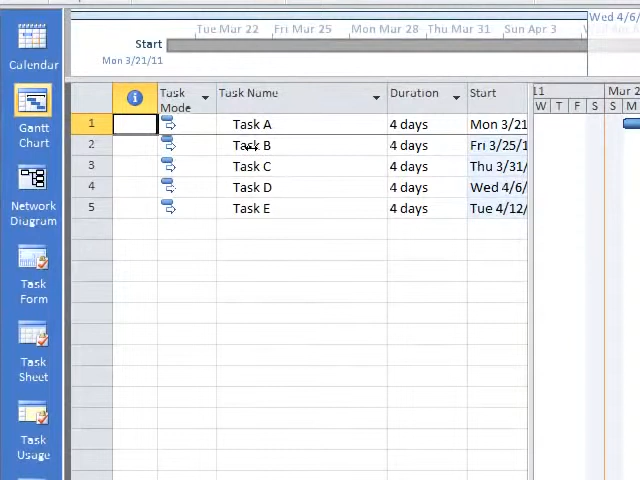 Wed 4/6/
Tue Mar 22 Fri Mar 25 Mon Mar 28 Thu Mar 31 Sun Apr 3
Start
Mon 3/21/11
Calendar
Gantt
Chart
Network
Diagram
Task
Form
Task
Sheet
Task
Usage
Task
Mode
Task Name
Duration
Start
11 Mar 2
W T F S S M
1 Task A 4 days Mon 3/21
2 Task B 4 days Fri 3/25/1
3 Task C 4 days Thu 3/31/
4 Task D 4 days Wed 4/6/
5 Task E 4 days Tue 4/12/